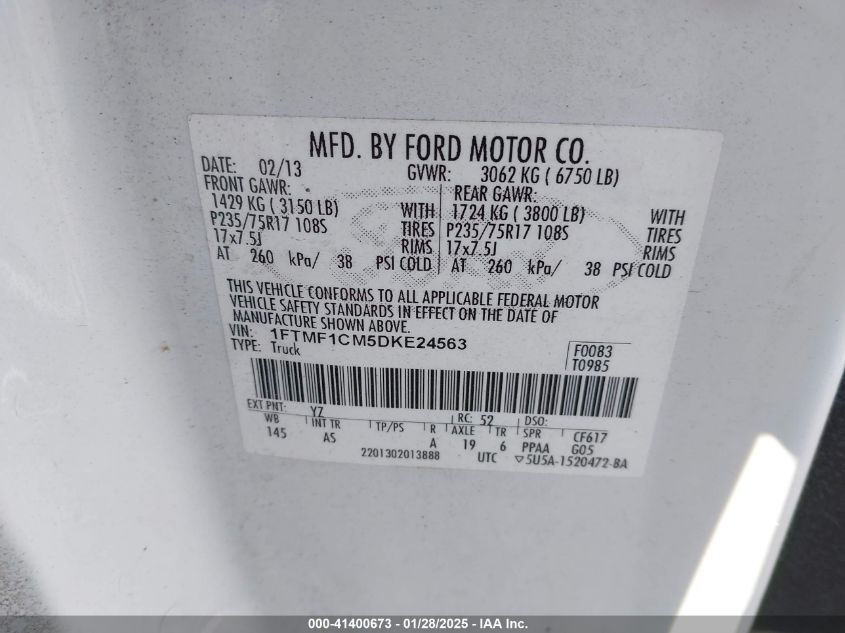 MFD. BY FORD MOTOR CO.
DATE: 02/13 GVWR: 3062 KG ( 6750 LB)
FRONT GAWR: REAR GAWR:
1429 KG ( 3150 LB) WITH 1724 KG ( 3800 LB) WITH
P235/75R17 108S TIRES P235/75R17 108S TIRES
17x7.5J RIMS 17x7.5J RIMS
AT 260 kPa/ 38 PSI COLD AT 260 kPa/ 38 PSI COLD
THIS VEHICLE CONFORMS TO ALL APPLICABLE FEDERAL MOTOR
VEHICLE SAFETY STANDARDS IN EFFECT ON THE DATE OF
MANUFACTURE SHOWN ABOVE.
VIN: 1FTMF1CM5DKE24563
TYPE: Truck
F0083
T0985
EXT PNT: YZ RC: 52 DSO:
WB INT TR TP/PS R AXLE TR SPR CF617
145 AS A 19 6 PPAA G05
2201302013888 UTC ▽5U5A-1520472-BA
000-41400673 - 01/28/2025 - IAA Inc.